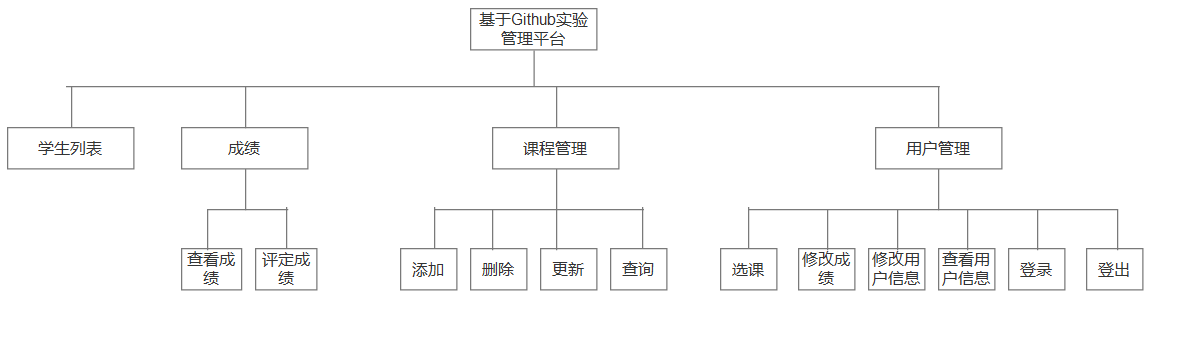 基于Github实验
管理平台
学生列表
成绩
课程管理
用户管理
查看成
绩
评定成
绩
添加
删除
更新
查询
选课
修改成
绩
修改用
户信息
查看用
户信息
登录
登出